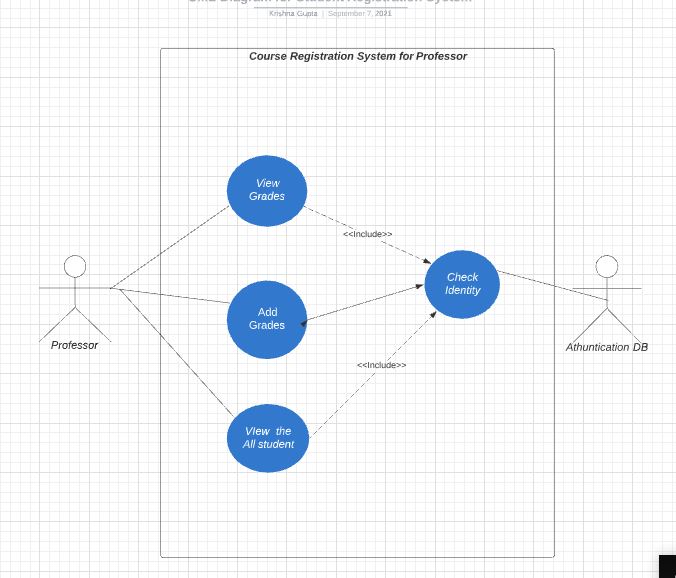 UML Diagram for Student Registration System
Krishna Gupta | September 7, 2021
Course Registration System for Professor
View
Grades
<<Include>>
Check
Identity
Add
Grades
Professor
Athuntication DB
<<Include>>
VIew the
All student